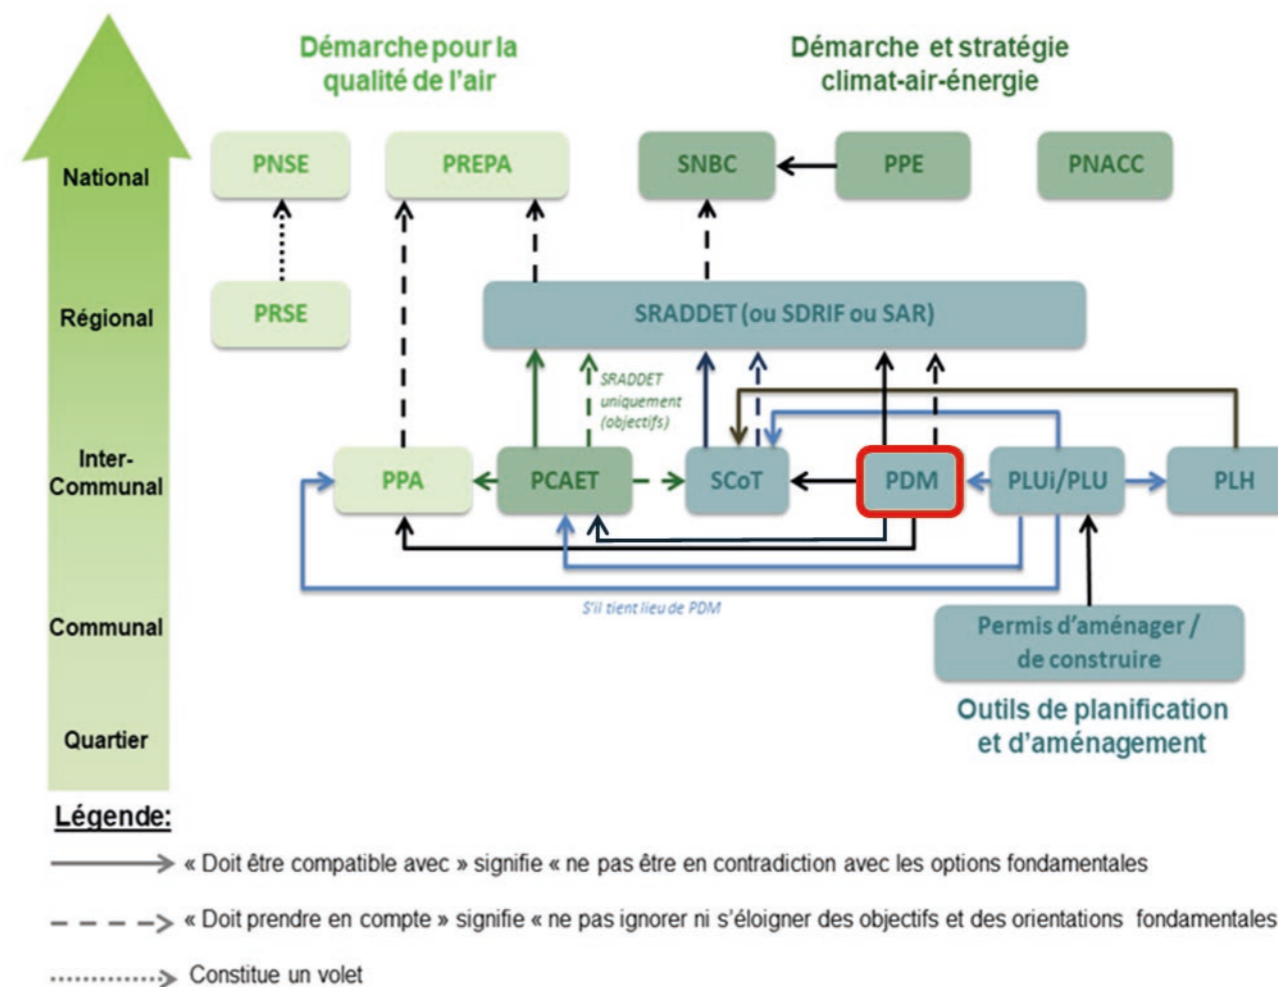 Démarche pour la
qualité de l'air
Démarche et stratégie
climat-air-énergie
National
PNSE
PREPA
SNBC
PPE
PNACC
Régional
PRSE
SRADDET (ou SDRIF ou SAR)
SRADDET
uniquement
(objectifs)
Inter-
Communal
PPA
PCAET
SCoT
PDM
PLUi/PLU
PLH
S'il tient lieu de PDM
Communal
Permis d'aménager /
de construire
Outils de planification
et d'aménagement
Quartier
Légende:
« Doit être compatible avec » signifie « ne pas être en contradiction avec les options fondamentales
« Doit prendre en compte » signifie « ne pas ignorer ni s'éloigner des objectifs et des orientations fondamentales
Constitue un volet